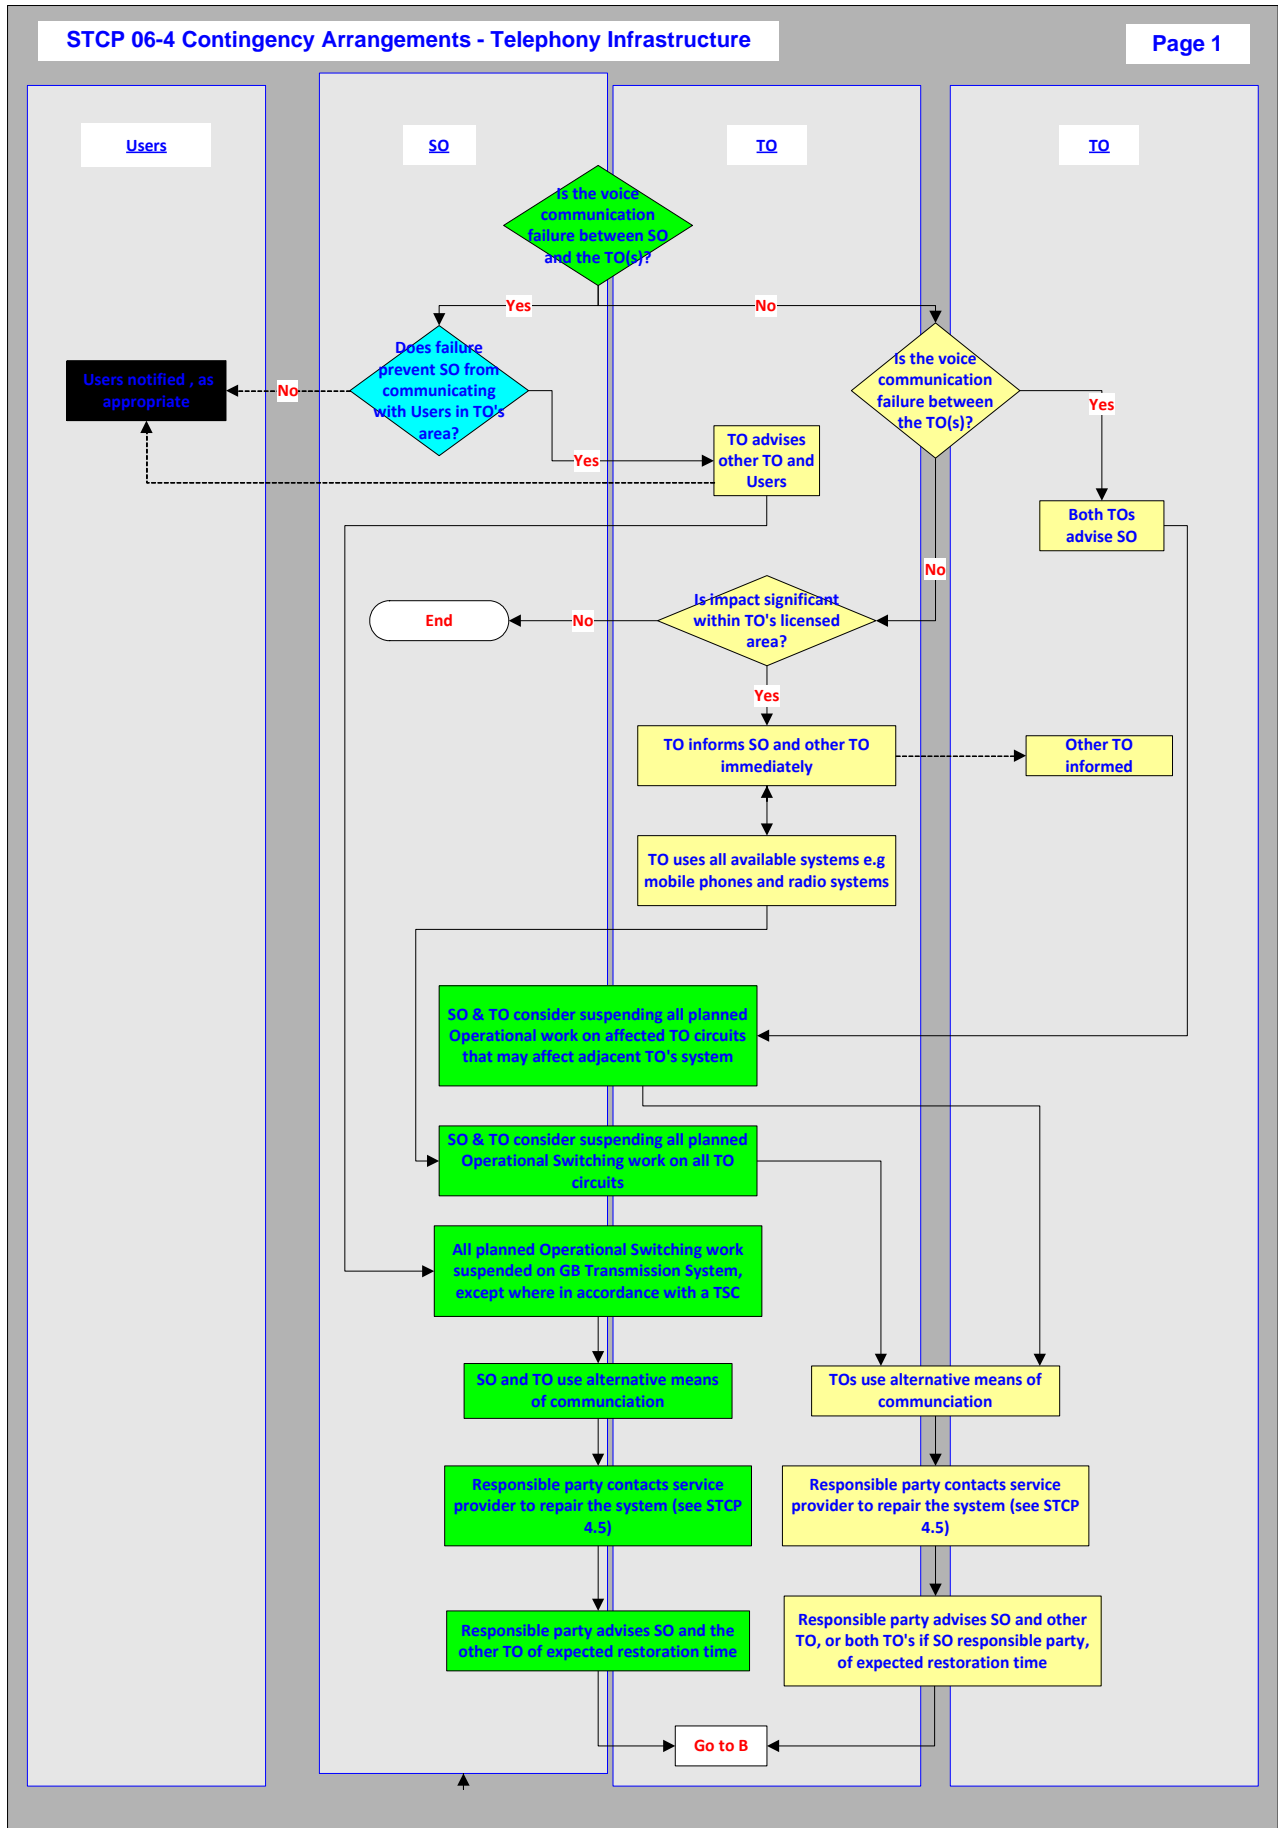 STCP 06-4 Contingency Arrangements - Telephony Infrastructure
Page 1
Users
SO
TO
TO
Is the voice
communication
failure between SO
and the TO(s)?
Yes
No
Does failure
prevent SO from
communicating
with Users in TO's
area?
Is the voice
communication
failure between
the TO(s)?
Users notified , as
appropriate
No
Yes
Yes
TO advises
other TO and
Users
Both TOs
advise SO
No
Is impact significant
within TO's licensed
area?
No
End
Yes
TO informs SO and other TO
immediately
Other TO
informed
TO uses all available systems e.g
mobile phones and radio systems
SO & TO consider suspending all planned
Operational work on affected TO circuits
that may affect adjacent TO's system
SO & TO consider suspending all planned
Operational Switching work on all TO
circuits
All planned Operational Switching work
suspended on GB Transmission System,
except where in accordance with a TSC
SO and TO use alternative means
of communciation
TOs use alternative means of
communciation
Responsible party contacts service
provider to repair the system (see STCP
4.5)
Responsible party contacts service
provider to repair the system (see STCP
4.5)
Responsible party advises SO and the
other TO of expected restoration time
Responsible party advises SO and other
TO, or both TO's if SO responsible party,
of expected restoration time
Go to B